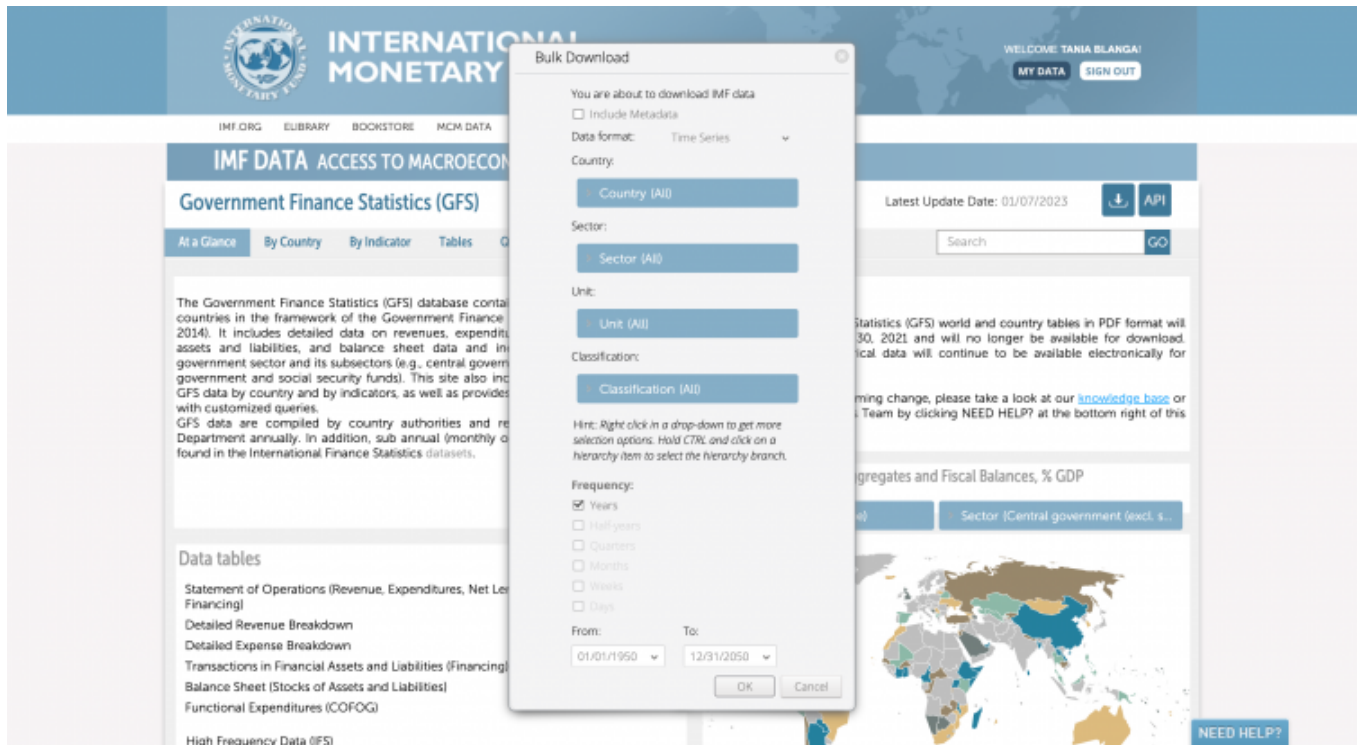 INTERNATIONAL
MONETARY
WELCOME TANIA BLANGA!
MY DATA SIGN OUT
IMF.ORG ELIBRARY BOOKSTORE MCM DATA
IMF DATA ACCESS TO MACROECON
Government Finance Statistics (GFS)
Latest Update Date: 01/07/2023
API
At a Glance By Country By Indicator Tables Q
Search GO
The Government Finance Statistics (GFS) database contai
countries in the framework of the Government Finance
2014). It includes detailed data on revenues, expenditu
assets and liabilities, and balance sheet data and in
government sector and its subsectors (e.g., central govern
government and social security funds). This site also inc
GFS data by country and by indicators, as well as provides
with customized queries.
GFS data are compiled by country authorities and re
Department annually. In addition, sub annual (monthly o
found in the International Finance Statistics datasets.
Data tables
Statement of Operations (Revenue, Expenditures, Net Len
Financing)
Detailed Revenue Breakdown
Detailed Expense Breakdown
Transactions in Financial Assets and Liabilities (Financing)
Balance Sheet (Stocks of Assets and Liabilities)
Functional Expenditures (COFOG)
High Frequency Data (IFS)
Bulk Download
You are about to download IMF data
Include Metadata
Data format: Time Series
Country:
Country (All)
Sector:
Sector (All)
Unit:
Unit (All)
Classification:
Classification (All)
Hint: Right click in a drop-down to get more
selection options. Hold CTRL and click on a
hierarchy item to select the hierarchy branch.
Frequency:
Years
Half-years
Quarters
Months
Weeks
Days
From: To:
01/01/1950 12/31/2050
OK Cancel
Statistics (GFS) world and country tables in PDF format will
30, 2021 and will no longer be available for download.
ical data will continue to be available electronically for
ming change, please take a look at our knowledge base or
Team by clicking NEED HELP? at the bottom right of this
ggregates and Fiscal Balances, % GDP
e) Sector (Central government (excl. s...
NEED HELP?